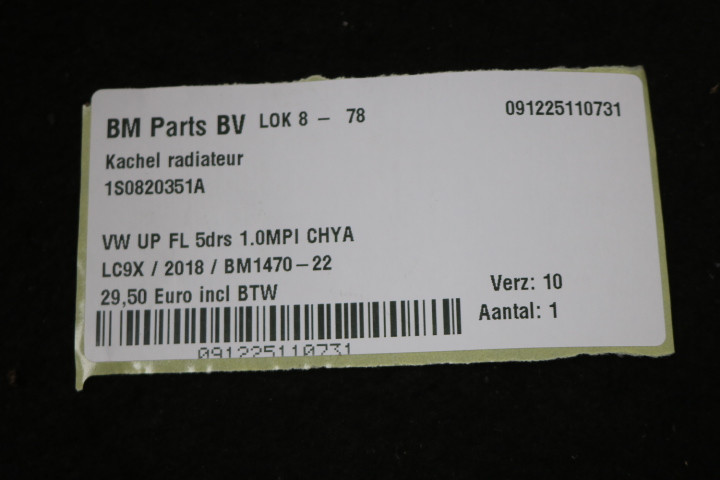 BM Parts BV LOK 8 - 78 091225110731
Kachel radiateur
1S0820351A
VW UP FL 5drs 1.0MPI CHYA
LC9X / 2018 / BM1470-22
29,50 Euro incl BTW
Verz: 10
Aantal: 1
091225110731